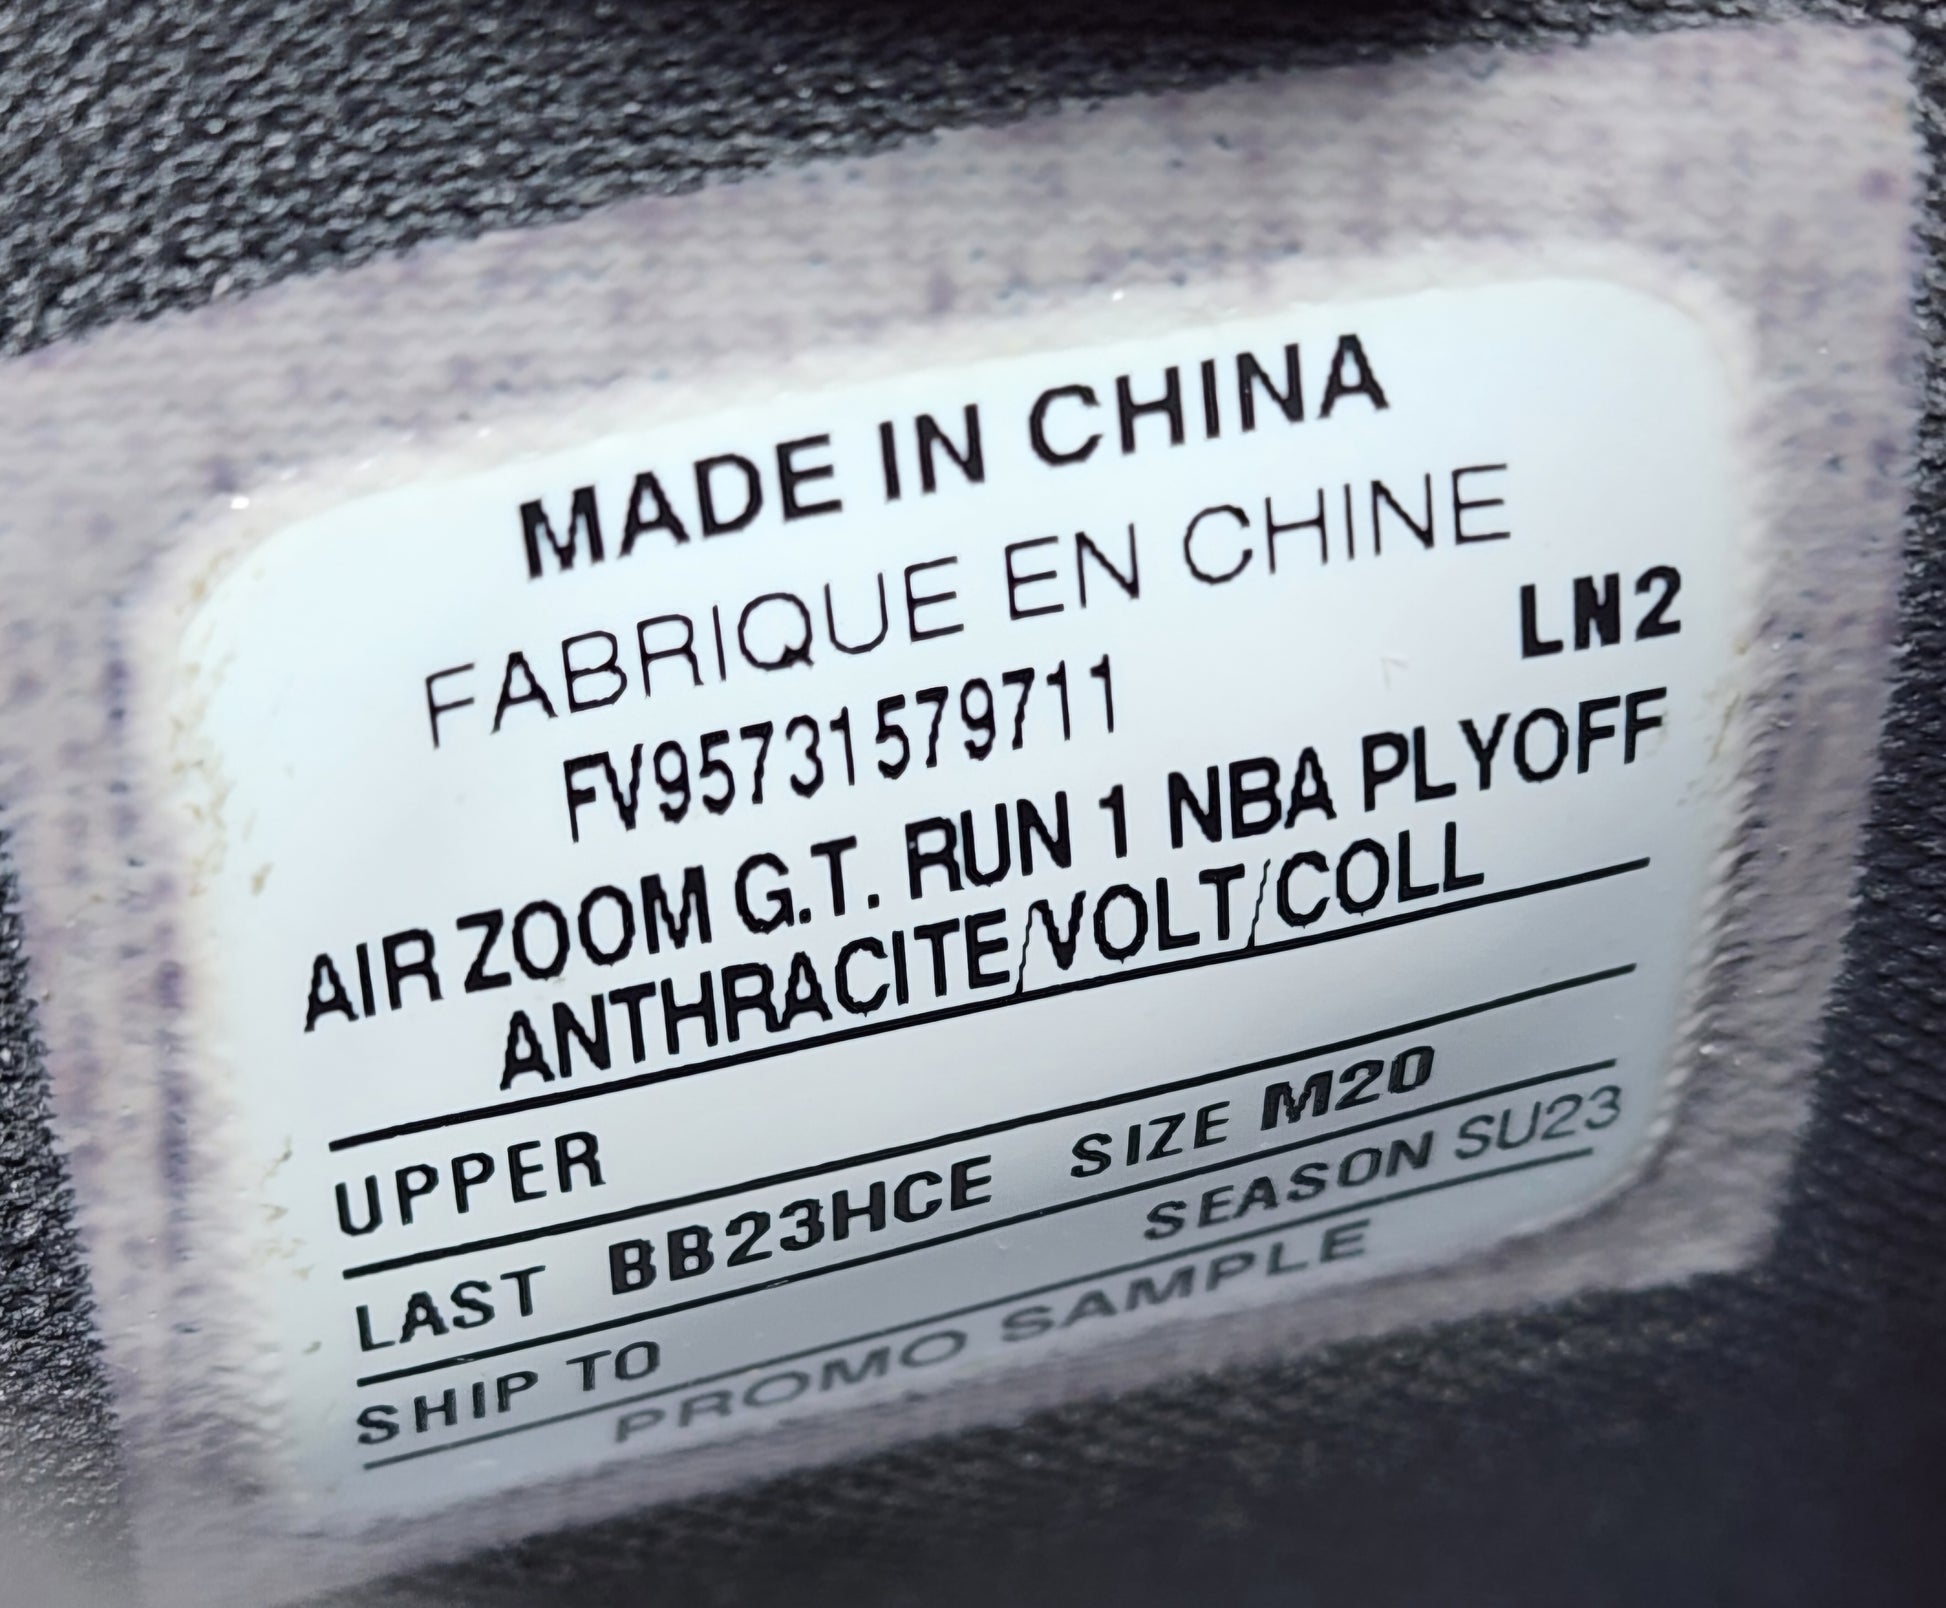 MADE IN CHINA
FABRIQUE EN CHINE
LN2
FV95731579711
AIR ZOOM G.T. RUN 1 NBA PLYOFF
ANTHRACITE/VOLT/COLL
UPPER
LAST BB23HCE SIZE M20
SHIP TO SEASON SU23
PROMO SAMPLE